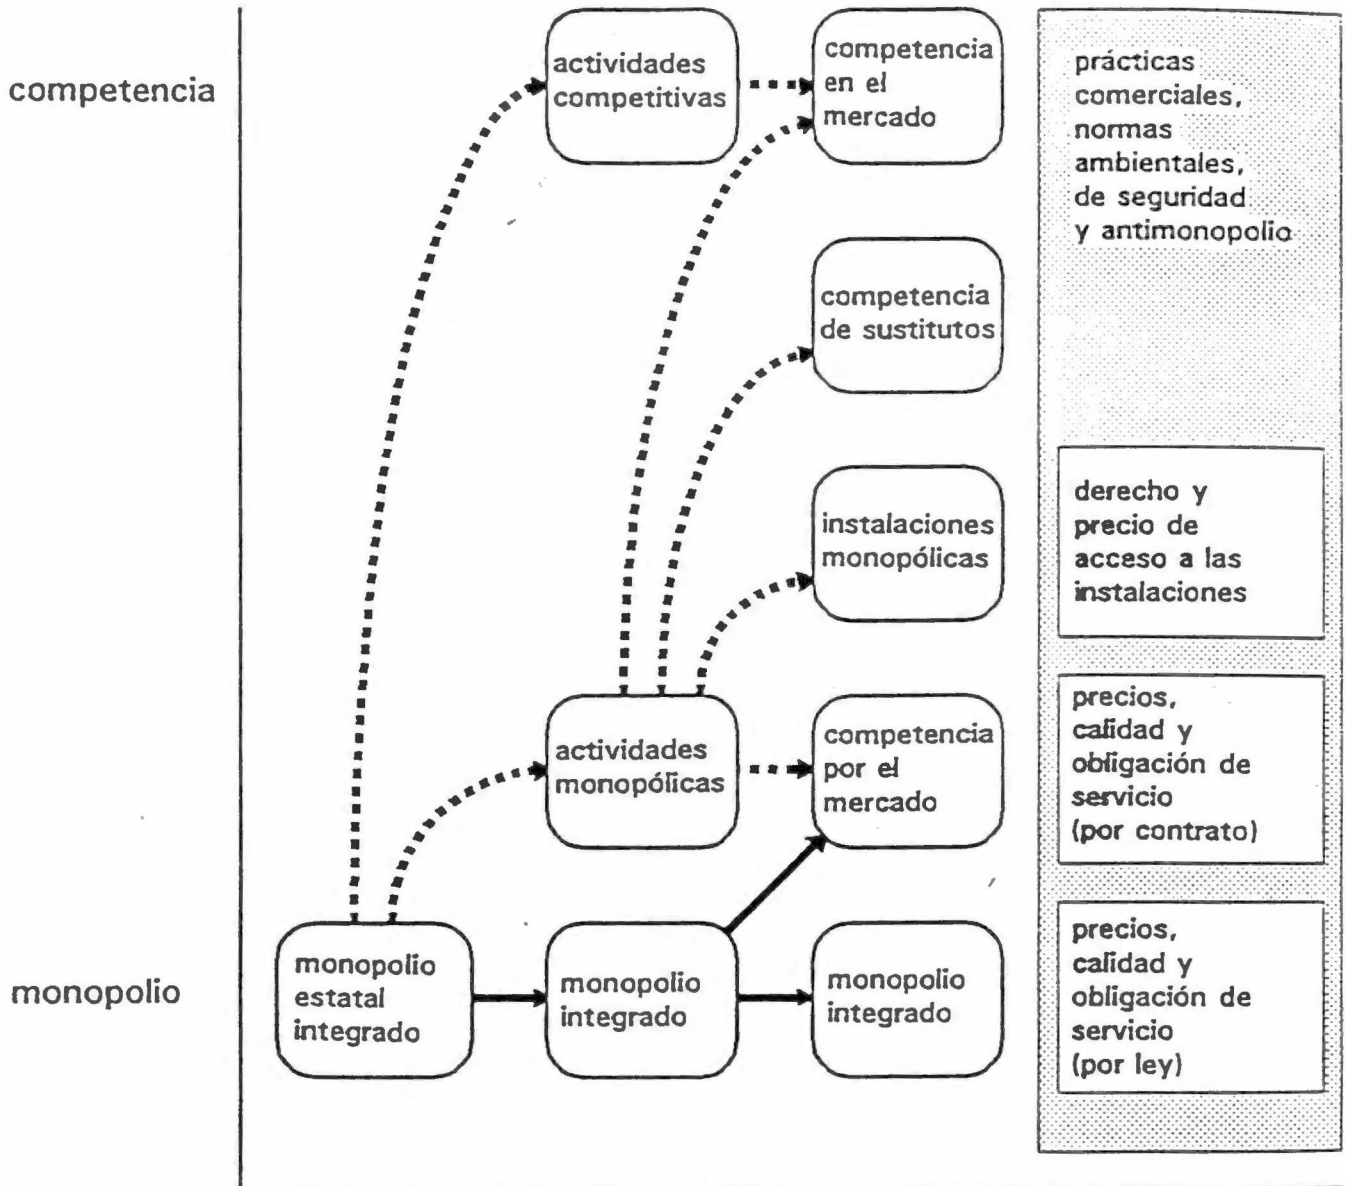 competencia
actividades
competitivas
competencia
en el
mercado
prácticas
comerciales,
normas
ambientales,
de seguridad
y antimonopolio
competencia
de sustitutos
instalaciones
monopólicas
derecho y
precio de
acceso a las
instalaciones
actividades
monopólicas
competencia
por el
mercado
precios,
calidad y
obligación de
servicio
(por contrato)
monopolio
monopolio
estatal
integrado
monopolio
integrado
monopolio
integrado
precios,
calidad y
obligación de
servicio
(por ley)